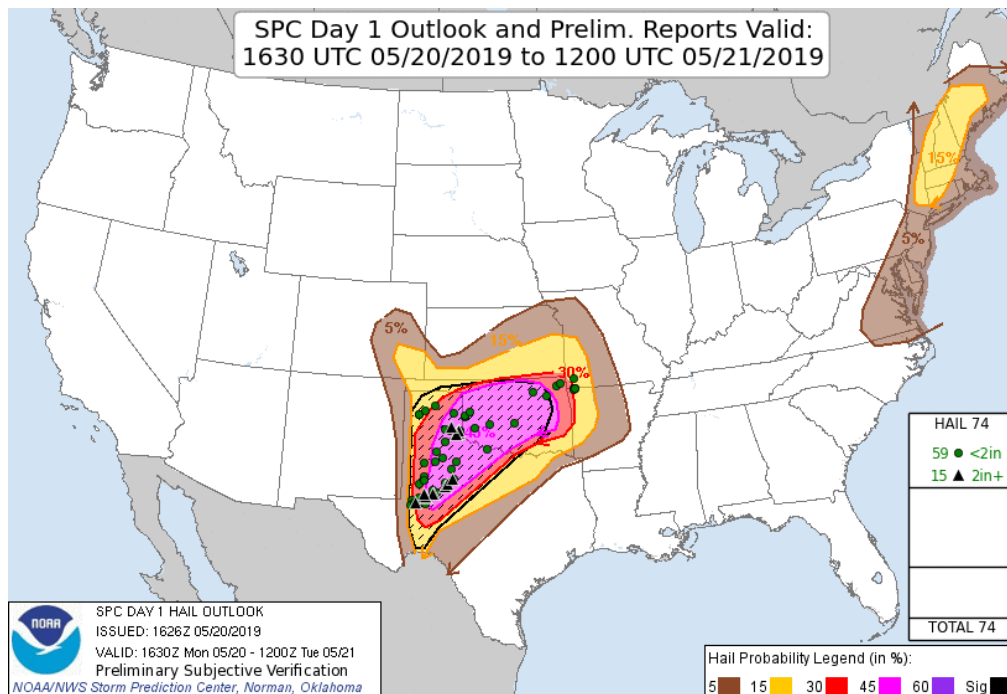 SPC Day 1 Outlook and Prelim. Reports Valid:
1630 UTC 05/20/2019 to 1200 UTC 05/21/2019
15%
5%
5%
15%
30%
45%
HAIL 74
59 ● <2in
15 ▲ 2in+
TOTAL 74
NOAA
SPC DAY 1 HAIL OUTLOOK
ISSUED: 1626Z 05/20/2019
VALID: 1630Z Mon 05/20 - 1200Z Tue 05/21
Preliminary Subjective Verification
NOAA/NWS Storm Prediction Center, Norman, Oklahoma
Hail Probability Legend (in %):
5 15 30 45 60 Sig